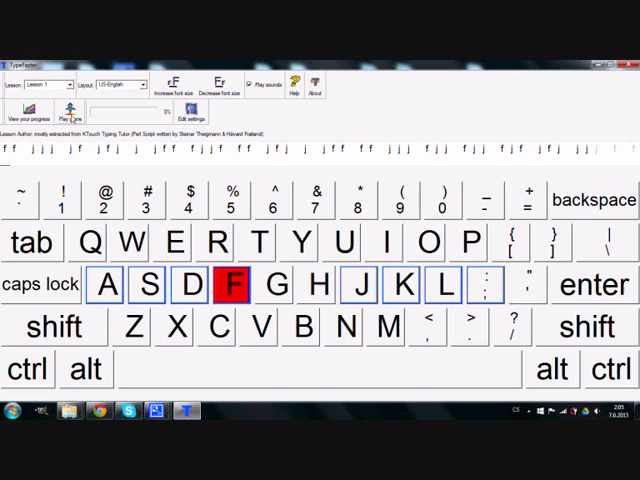 TypeFaster
Lesson: Lesson 1 Layout: US-English Increase font size Decrease font size Play sounds Help About
View your progress Play game 0% Edit settings
Lesson Author: mostly extracted from KTouch Typing Tutor (Perl Script written by Steinar Theigmann & Håvard Frøiland)
~ ! @ # $ % ^ & * ( ) _ +
` 1 2 3 4 5 6 7 8 9 0 - = backspace
tab Q W E R T Y U I O P { [ } ] | \
caps lock A S D F G H J K L : ; " ' enter
shift Z X C V B N M < , > . ? / shift
ctrl alt alt ctrl
CS 2:05
7.6.2015